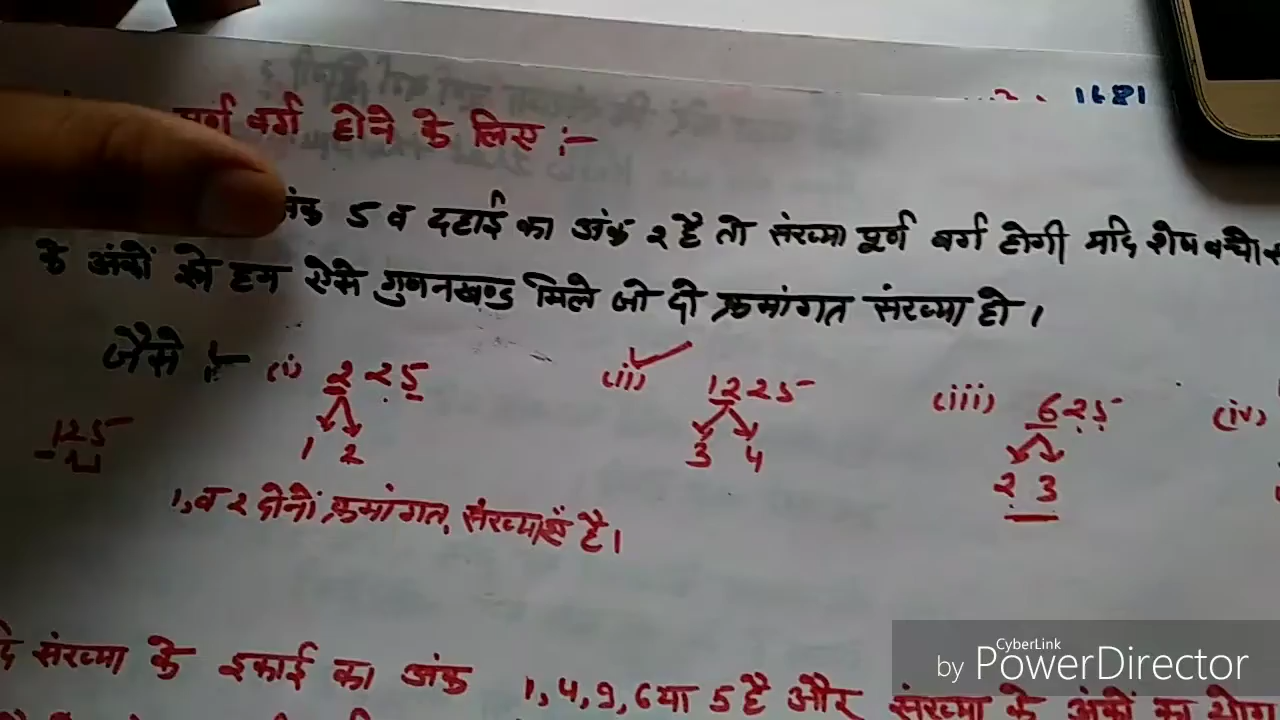 2. 1681
पूर्ण वर्ग होने के लिए :-
अंक 5 व दहाई का अंक 2 है तो संख्या पूर्ण वर्ग होगी यदि शेष बची
के अंकों से हम ऐसे गुणनखण्ड मिले जो दो क्रमांगत संख्या हो।
जैसे :- (i) 225 (ii) 1225 (iii) 625 (iv)
125
1 2 3 4 2 3
1, व 2 दोनों क्रमांगत, संख्याएँ है।
संख्या के इकाई का अंक 1, 4, 9, 6 या 5 है और संख्या के अंकों का योग
CyberLink
by PowerDirector